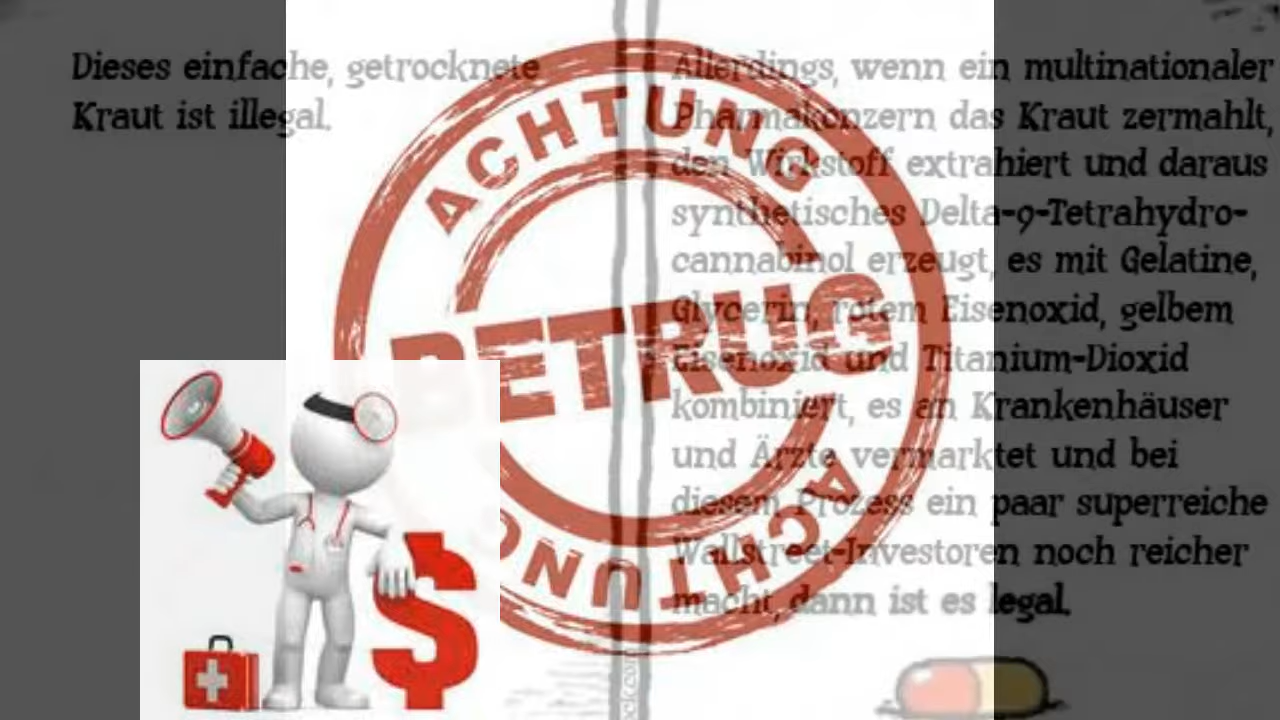 Dieses einfache, getrocknete
Kraut ist illegal.
Allerdings, wenn ein multinationaler
Pharmakonzern das Kraut zermahlt,
den Wirkstoff extrahiert und daraus
synthetisches Delta-9-Tetrahydro-
cannabinol erzeugt, es mit Gelatine,
Glycerin, rotem Eisenoxid, gelbem
Eisenoxid und Titanium-Dioxid
kombiniert, es an Krankenhäuser
und Ärzte vermarktet und bei
diesem Prozess ein paar superreiche
Wallstreet-Investoren noch reicher
macht, dann ist es legal.
ACHTUNG
BETRUG
ACHTUNG
$